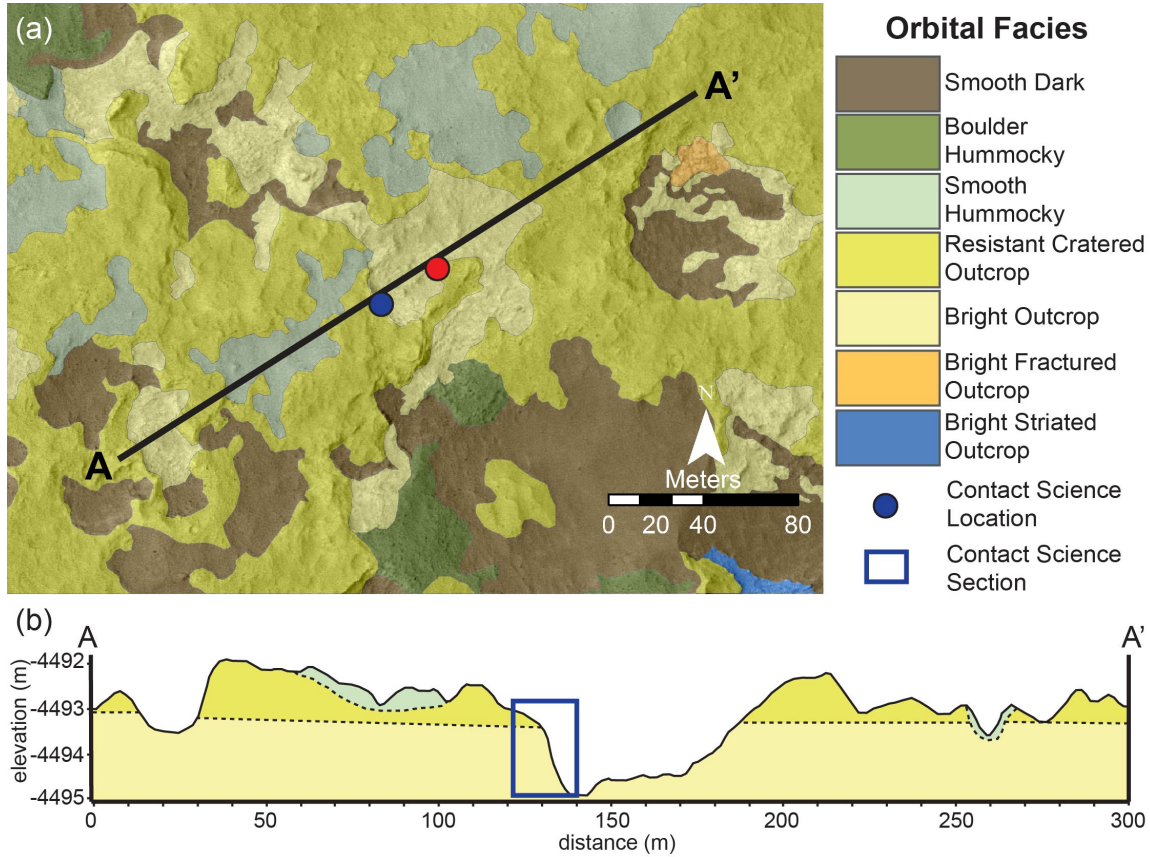 (a)
A
A’
N
Meters
0 20 40 80
Orbital Facies
Smooth Dark
Boulder
Hummocky
Smooth
Hummocky
Resistant Cratered
Outcrop
Bright Outcrop
Bright Fractured
Outcrop
Bright Striated
Outcrop
Contact Science
Location
Contact Science
Section
(b)
A
A’
elevation (m)
-4492
-4493
-4494
-4495
0 50 100 150 200 250 300
distance (m)